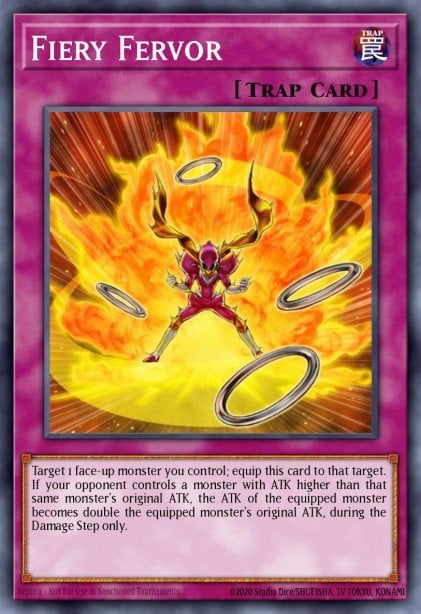 Fiery Fervor
TRAP
罠
[Trap Card]
Target 1 face-up monster you control; equip this card to that target.
If your opponent controls a monster with ATK higher than that
same monster's original ATK, the ATK of the equipped monster
becomes double the equipped monster's original ATK, during the
Damage Step only.
Replica - Not For Use in Sanctioned Tournaments
©2020 Studio Dice/SHUEISHA, TV TOKYO, KONAMI